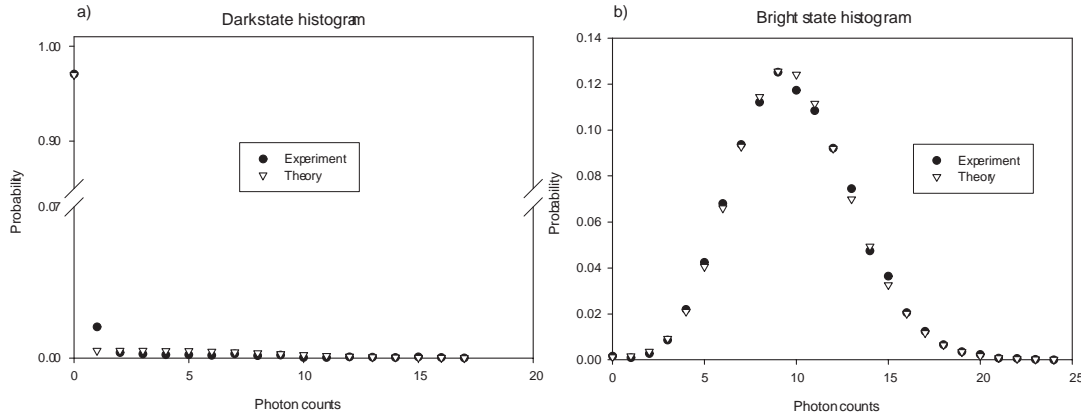 a)
Darkstate histogram
1.00
0.90
0.07
0.00
Probability
Experiment
Theory
0 5 10 15 20
Photon counts
b)
Bright state histogram
0.14
0.12
0.10
0.08
0.06
0.04
0.02
0.00
Probability
Experiment
Theory
0 5 10 15 20 25
Photon counts